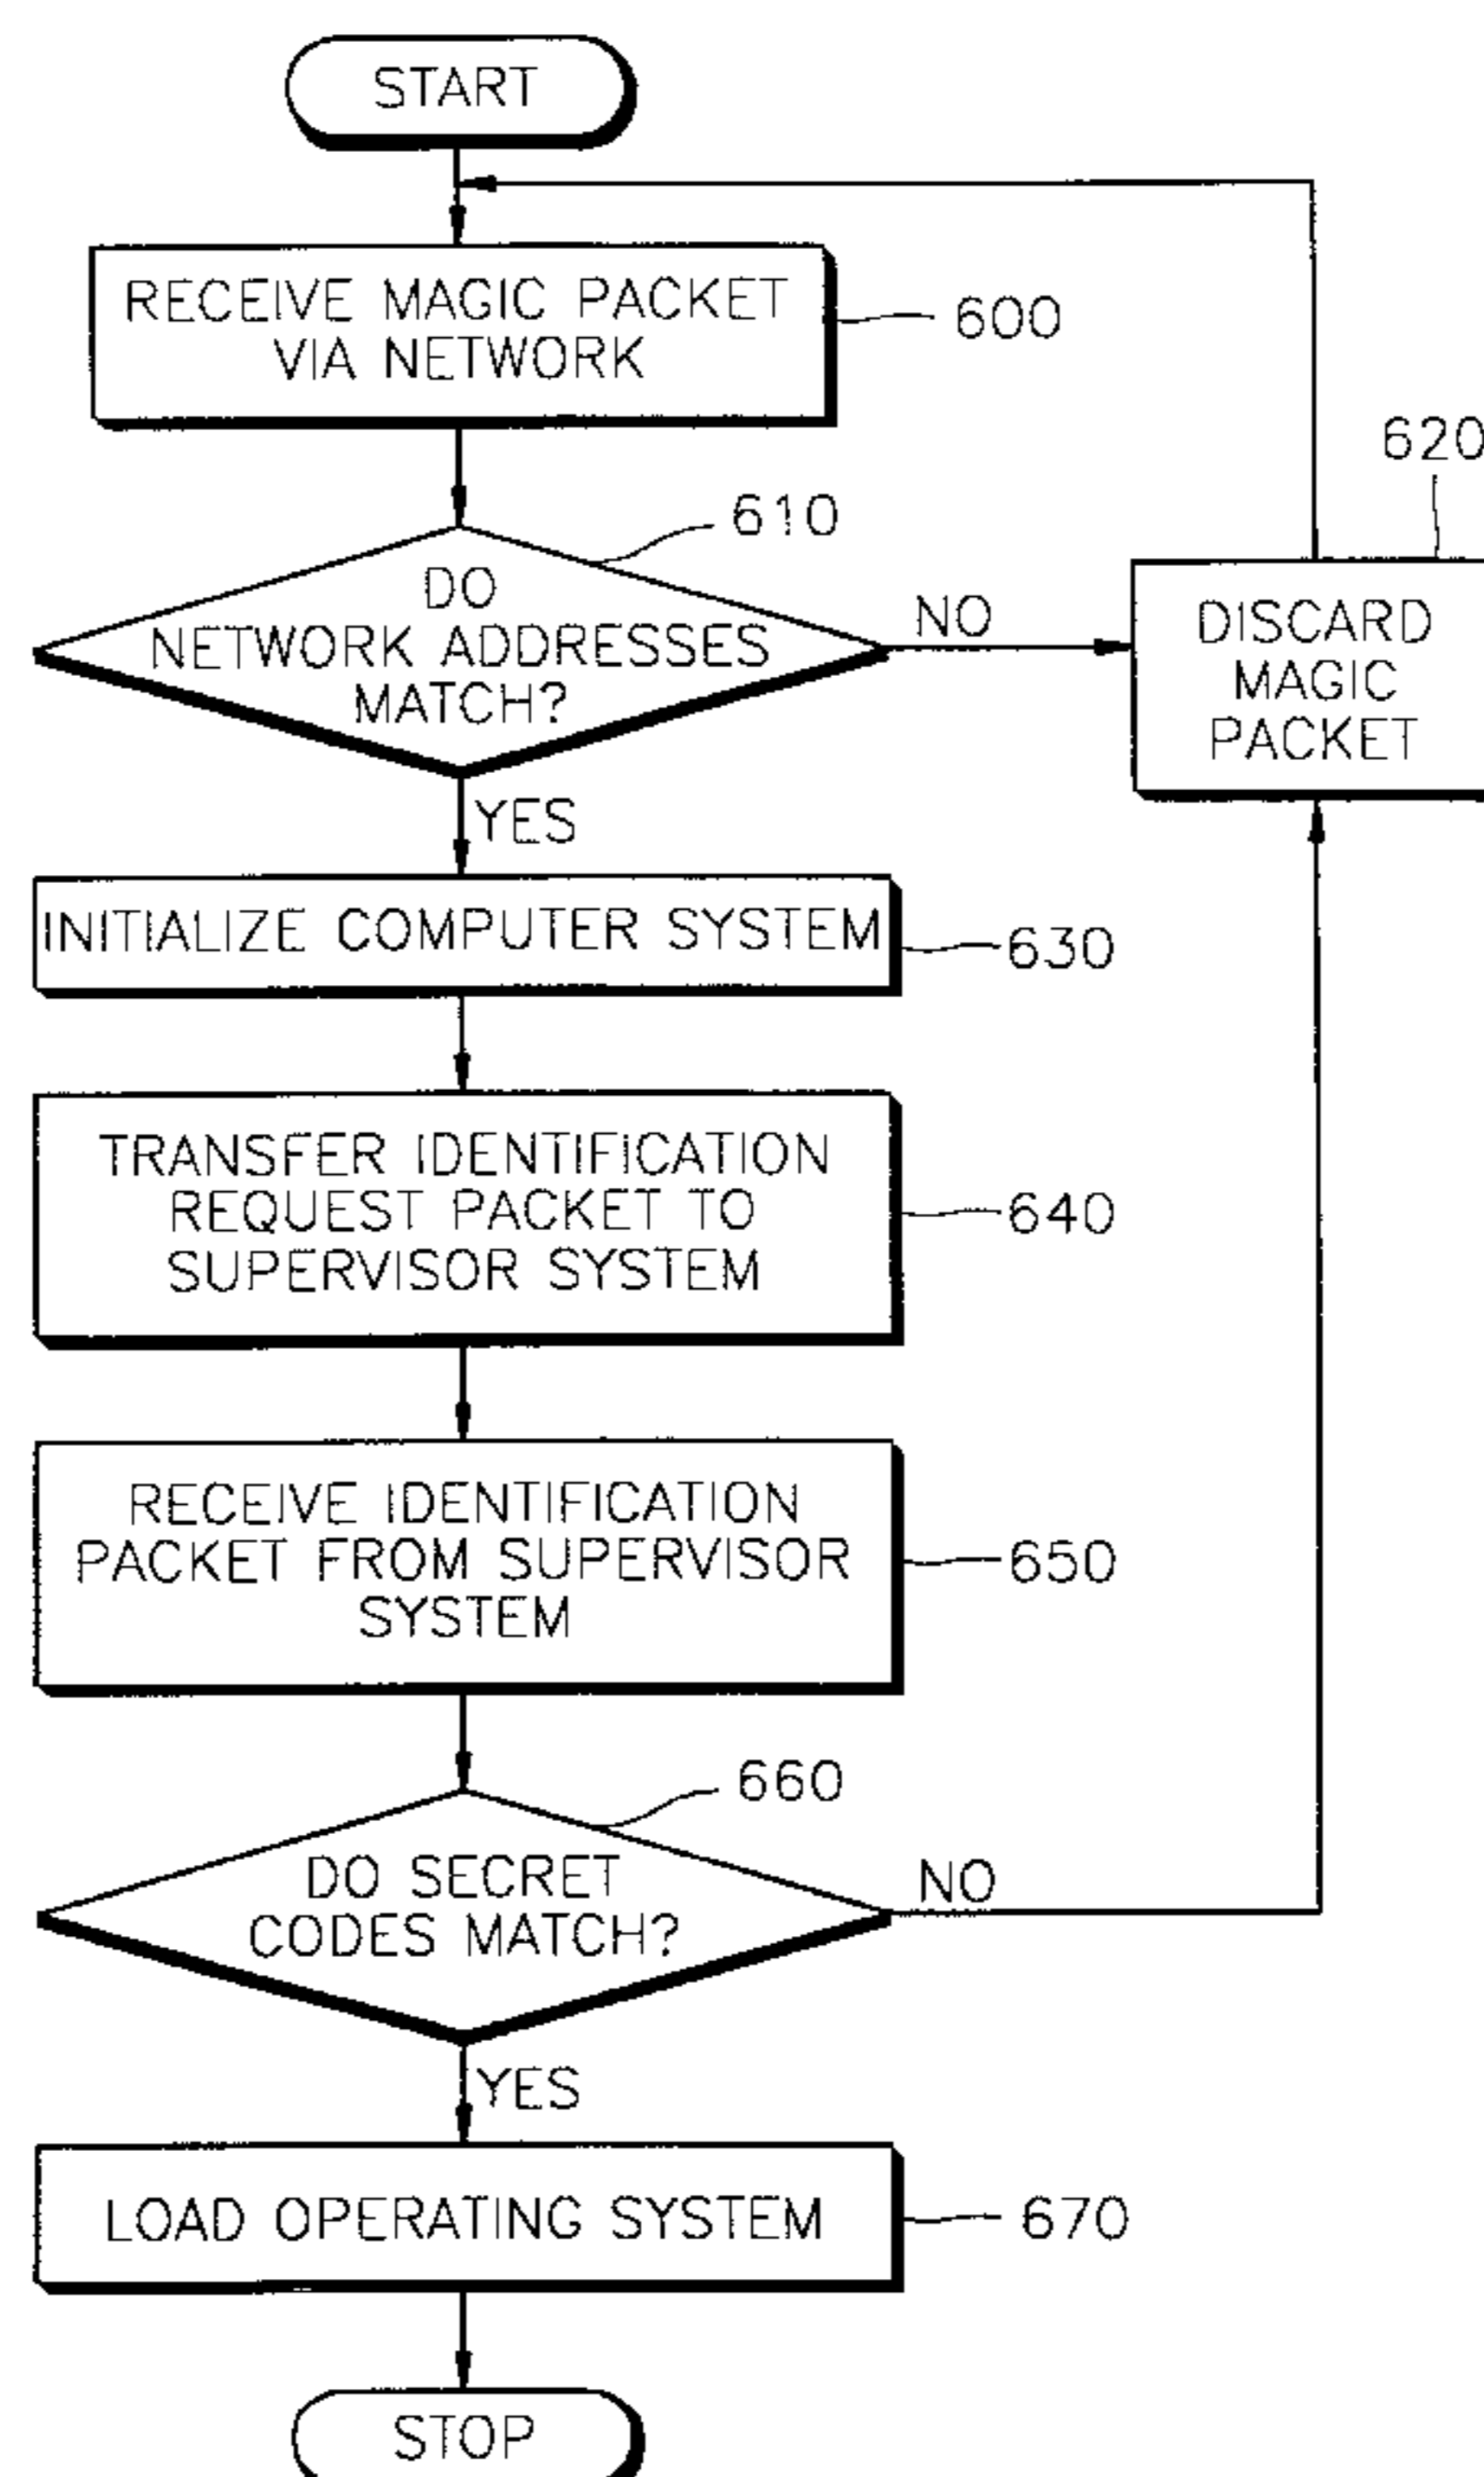 START
RECEIVE MAGIC PACKET
VIA NETWORK
600
620
610
DO
NETWORK ADDRESSES
MATCH?
NO
DISCARD
MAGIC
PACKET
YES
INITIALIZE COMPUTER SYSTEM
630
TRANSFER IDENTIFICATION
REQUEST PACKET TO
SUPERVISOR SYSTEM
640
RECEIVE IDENTIFICATION
PACKET FROM SUPERVISOR
SYSTEM
650
660
DO SECRET
CODES MATCH?
NO
YES
LOAD OPERATING SYSTEM
670
STOP